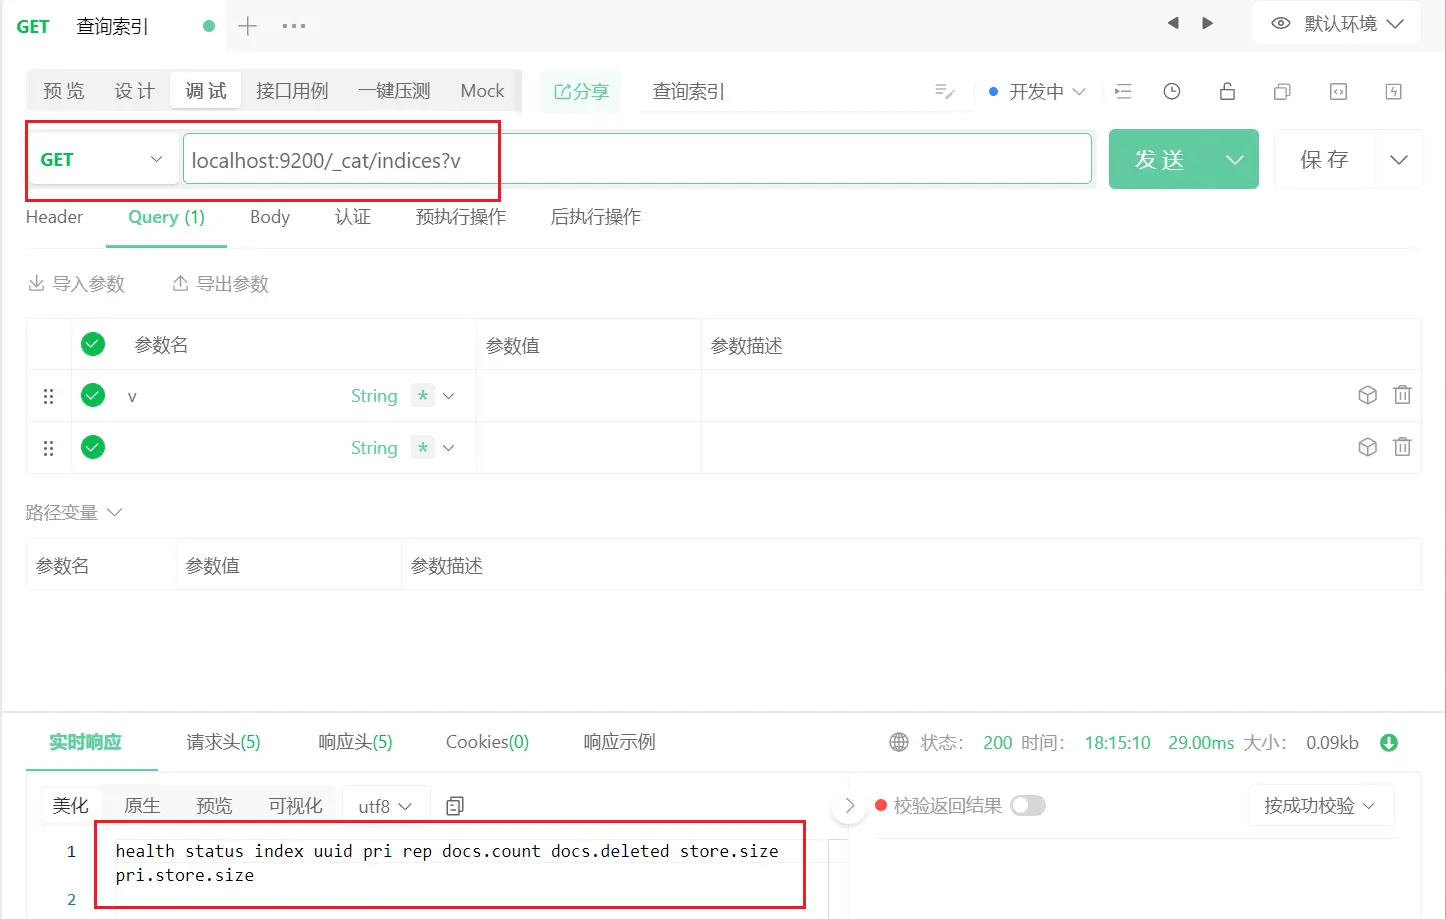 GET 查询索引
默认环境
预 览 设 计 调 试 接口用例 一键压测 Mock 分享 查询索引 开发中
GET localhost:9200/_cat/indices?v 发 送 保 存
Header Query (1) Body 认证 预执行操作 后执行操作
导入参数 导出参数
参数名 参数值 参数描述
v String *
String *
路径变量
参数名 参数值 参数描述
实时响应 请求头(5) 响应头(5) Cookies(0) 响应示例 状态: 200 时间: 18:15:10 29.00ms 大小: 0.09kb
美化 原生 预览 可视化 utf8 校验返回结果 按成功校验
1 health status index uuid pri rep docs.count docs.deleted store.size
pri.store.size
2